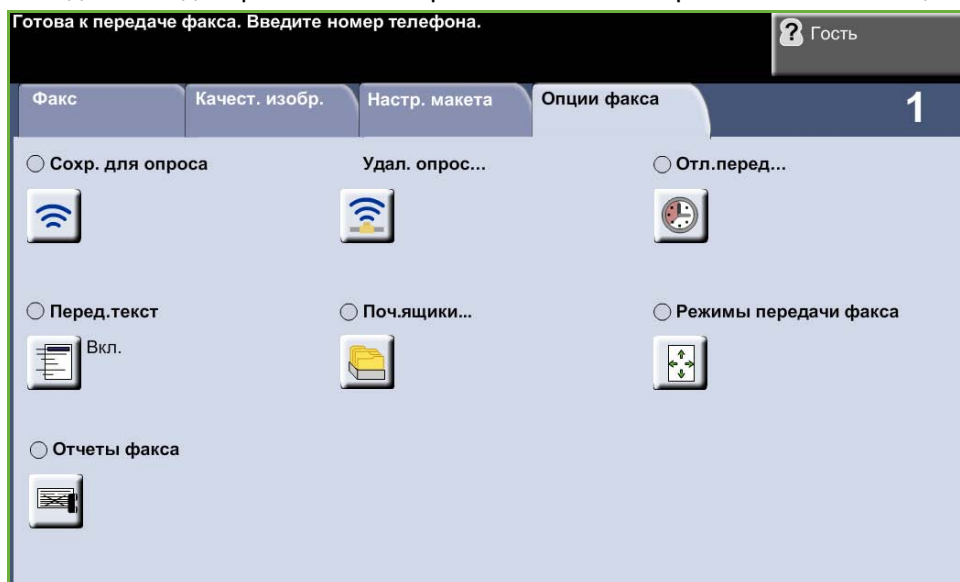 Готова к передаче факса. Введите номер телефона.
? Гость
Факс
Качест. изобр.
Настр. макета
Опции факса
1
Сохр. для опроса
Удал. опрос...
Отл.перед...
Перед.текст
Вкл.
Поч.ящики...
Режимы передачи факса
Отчеты факса